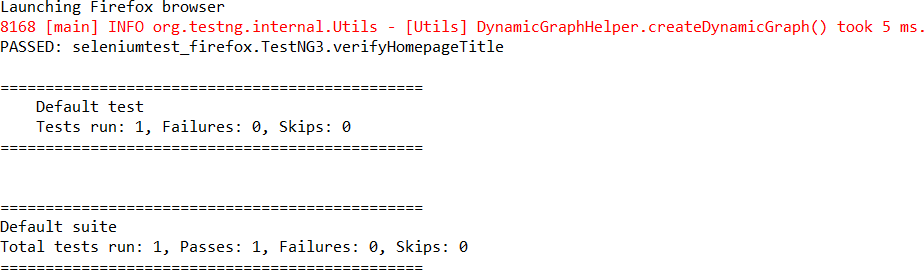 Launching Firefox browser
8168 [main] INFO org.testng.internal.Utils - [Utils] DynamicGraphHelper.createDynamicGraph() took 5 ms.
PASSED: seleniumtest_firefox.TestNG3.verifyHomepageTitle
===============================================
Default test
Tests run: 1, Failures: 0, Skips: 0
===============================================
===============================================
Default suite
Total tests run: 1, Passes: 1, Failures: 0, Skips: 0
===============================================